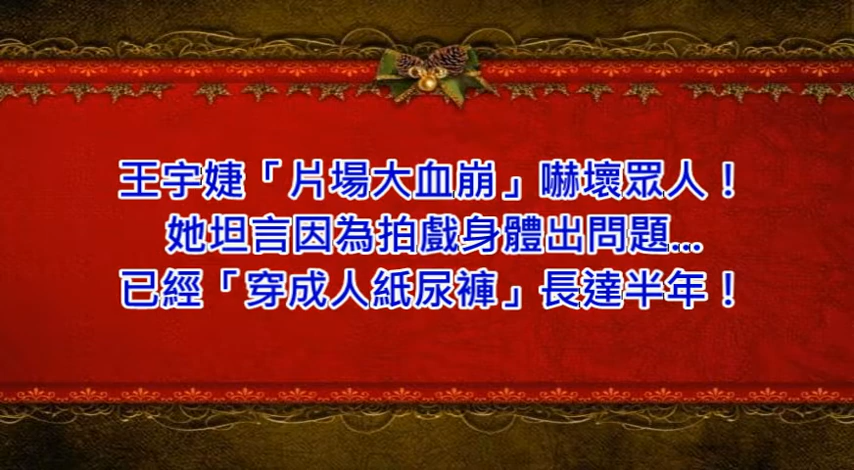 王宇婕「片場大血崩」嚇壞眾人！
她坦言因為拍戲身體出問題...
已經「穿成人紙尿褲」長達半年！